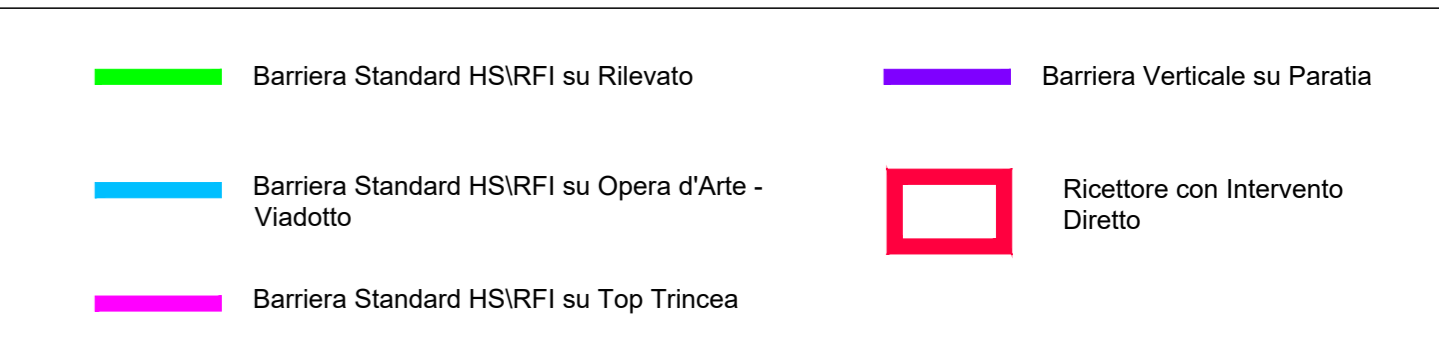 Barriera Standard HS\RFI su Rilevato
Barriera Standard HS\RFI su Opera d'Arte -
Viadotto
Barriera Standard HS\RFI su Top Trincea
Barriera Verticale su Paratia
Ricettore con Intervento
Diretto